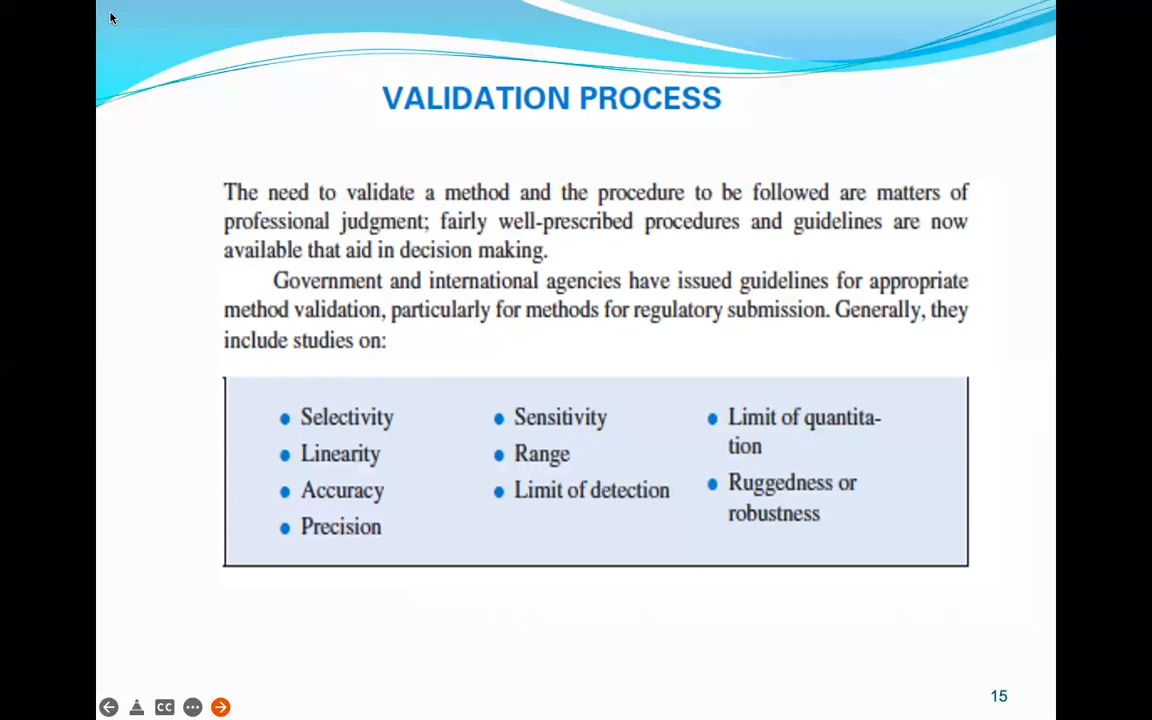 VALIDATION PROCESS
The need to validate a method and the procedure to be followed are matters of
professional judgment; fairly well-prescribed procedures and guidelines are now
available that aid in decision making.
Government and international agencies have issued guidelines for appropriate
method validation, particularly for methods for regulatory submission. Generally, they
include studies on:
• Selectivity
• Linearity
• Accuracy
• Precision
• Sensitivity
• Range
• Limit of detection
• Limit of quantita-
tion
• Ruggedness or
robustness
CC
15